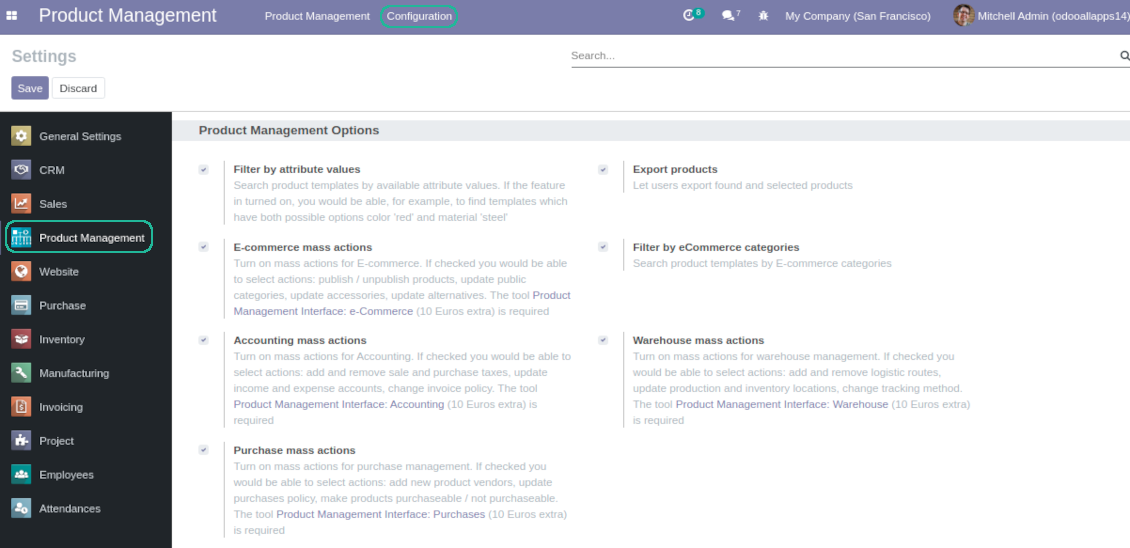 Product Management
Product Management
Configuration
8
7
My Company (San Francisco)
Mitchell Admin (odooallapps14)
Settings
Search...
Save
Discard
General Settings
CRM
Sales
Product Management
Website
Purchase
Inventory
Manufacturing
Invoicing
Project
Employees
Attendances
Product Management Options
Filter by attribute values
Search product templates by available attribute values. If the feature
in turned on, you would be able, for example, to find templates which
have both possible options color 'red' and material 'steel'
Export products
Let users export found and selected products
E-commerce mass actions
Turn on mass actions for E-commerce. If checked you would be able
to select actions: publish / unpublish products, update public
categories, update accessories, update alternatives. The tool Product
Management Interface: e-Commerce (10 Euros extra) is required
Filter by eCommerce categories
Search product templates by E-commerce categories
Accounting mass actions
Turn on mass actions for Accounting. If checked you would be able to
select actions: add and remove sale and purchase taxes, update
income and expense accounts, change invoice policy. The tool
Product Management Interface: Accounting (10 Euros extra) is
required
Warehouse mass actions
Turn on mass actions for warehouse management. If checked you
would be able to select actions: add and remove logistic routes,
update production and inventory locations, change tracking method.
The tool Product Management Interface: Warehouse (10 Euros extra)
is required
Purchase mass actions
Turn on mass actions for purchase management. If checked you
would be able to select actions: add new product vendors, update
purchases policy, make products purchaseable / not purchaseable.
The tool Product Management Interface: Purchases (10 Euros extra)
is required